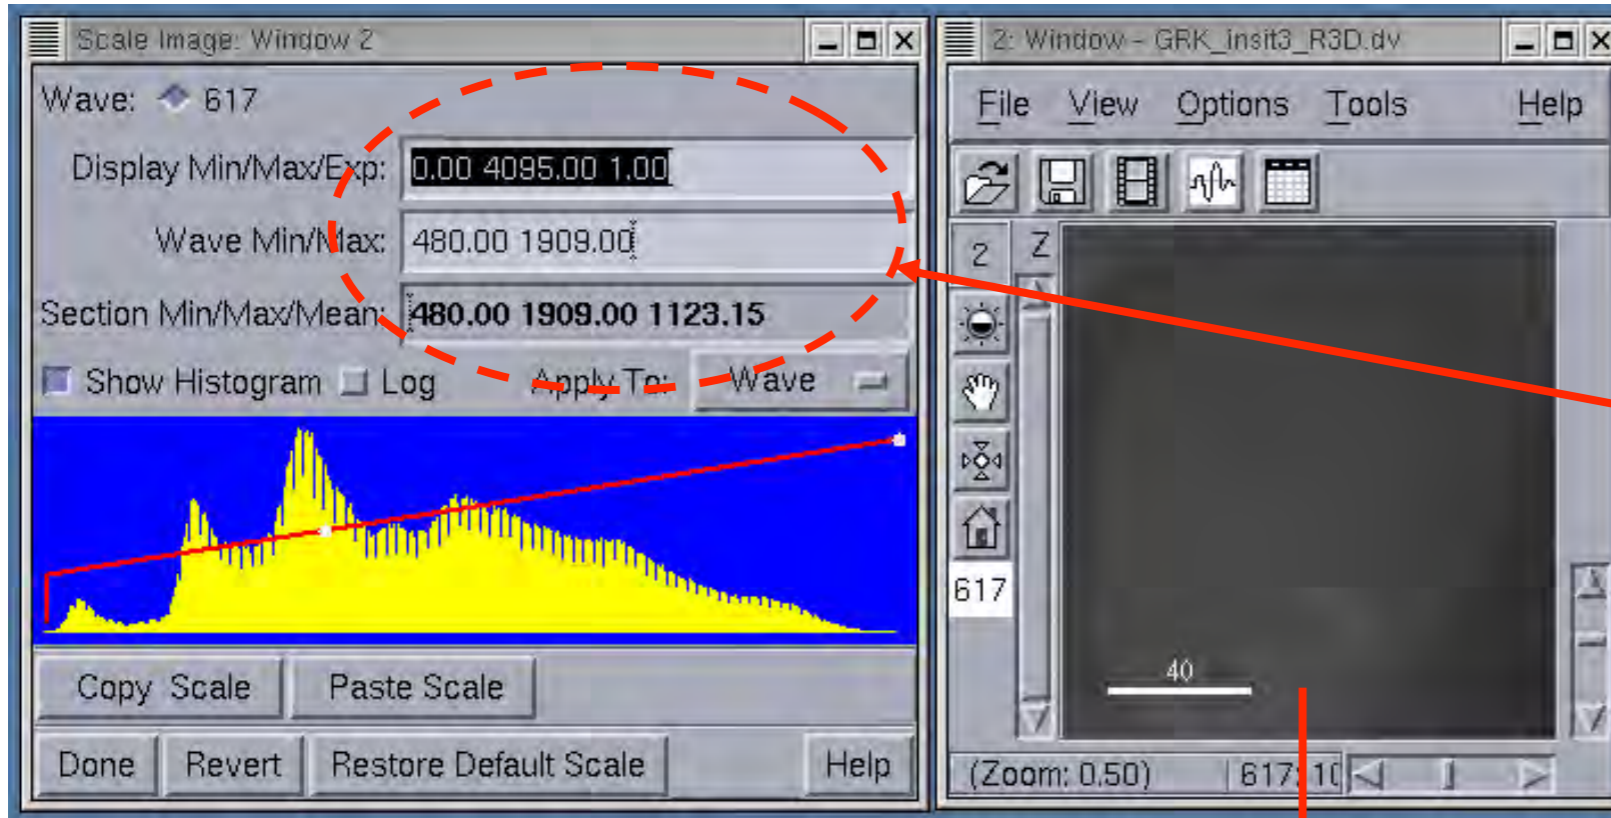 Scale Image: Window 2
Wave: 617
Display Min/Max/Exp: 0.00 4095.00 1.00
Wave Min/Max: 480.00 1909.00
Section Min/Max/Mean: 480.00 1909.00 1123.15
Show Histogram Log Apply To: Wave
Copy Scale Paste Scale
Done Revert Restore Default Scale Help
2: Window - GRK_insit3_R3D.dv
File View Options Tools Help
2 Z
617
40
(Zoom: 0.50) 617: 10